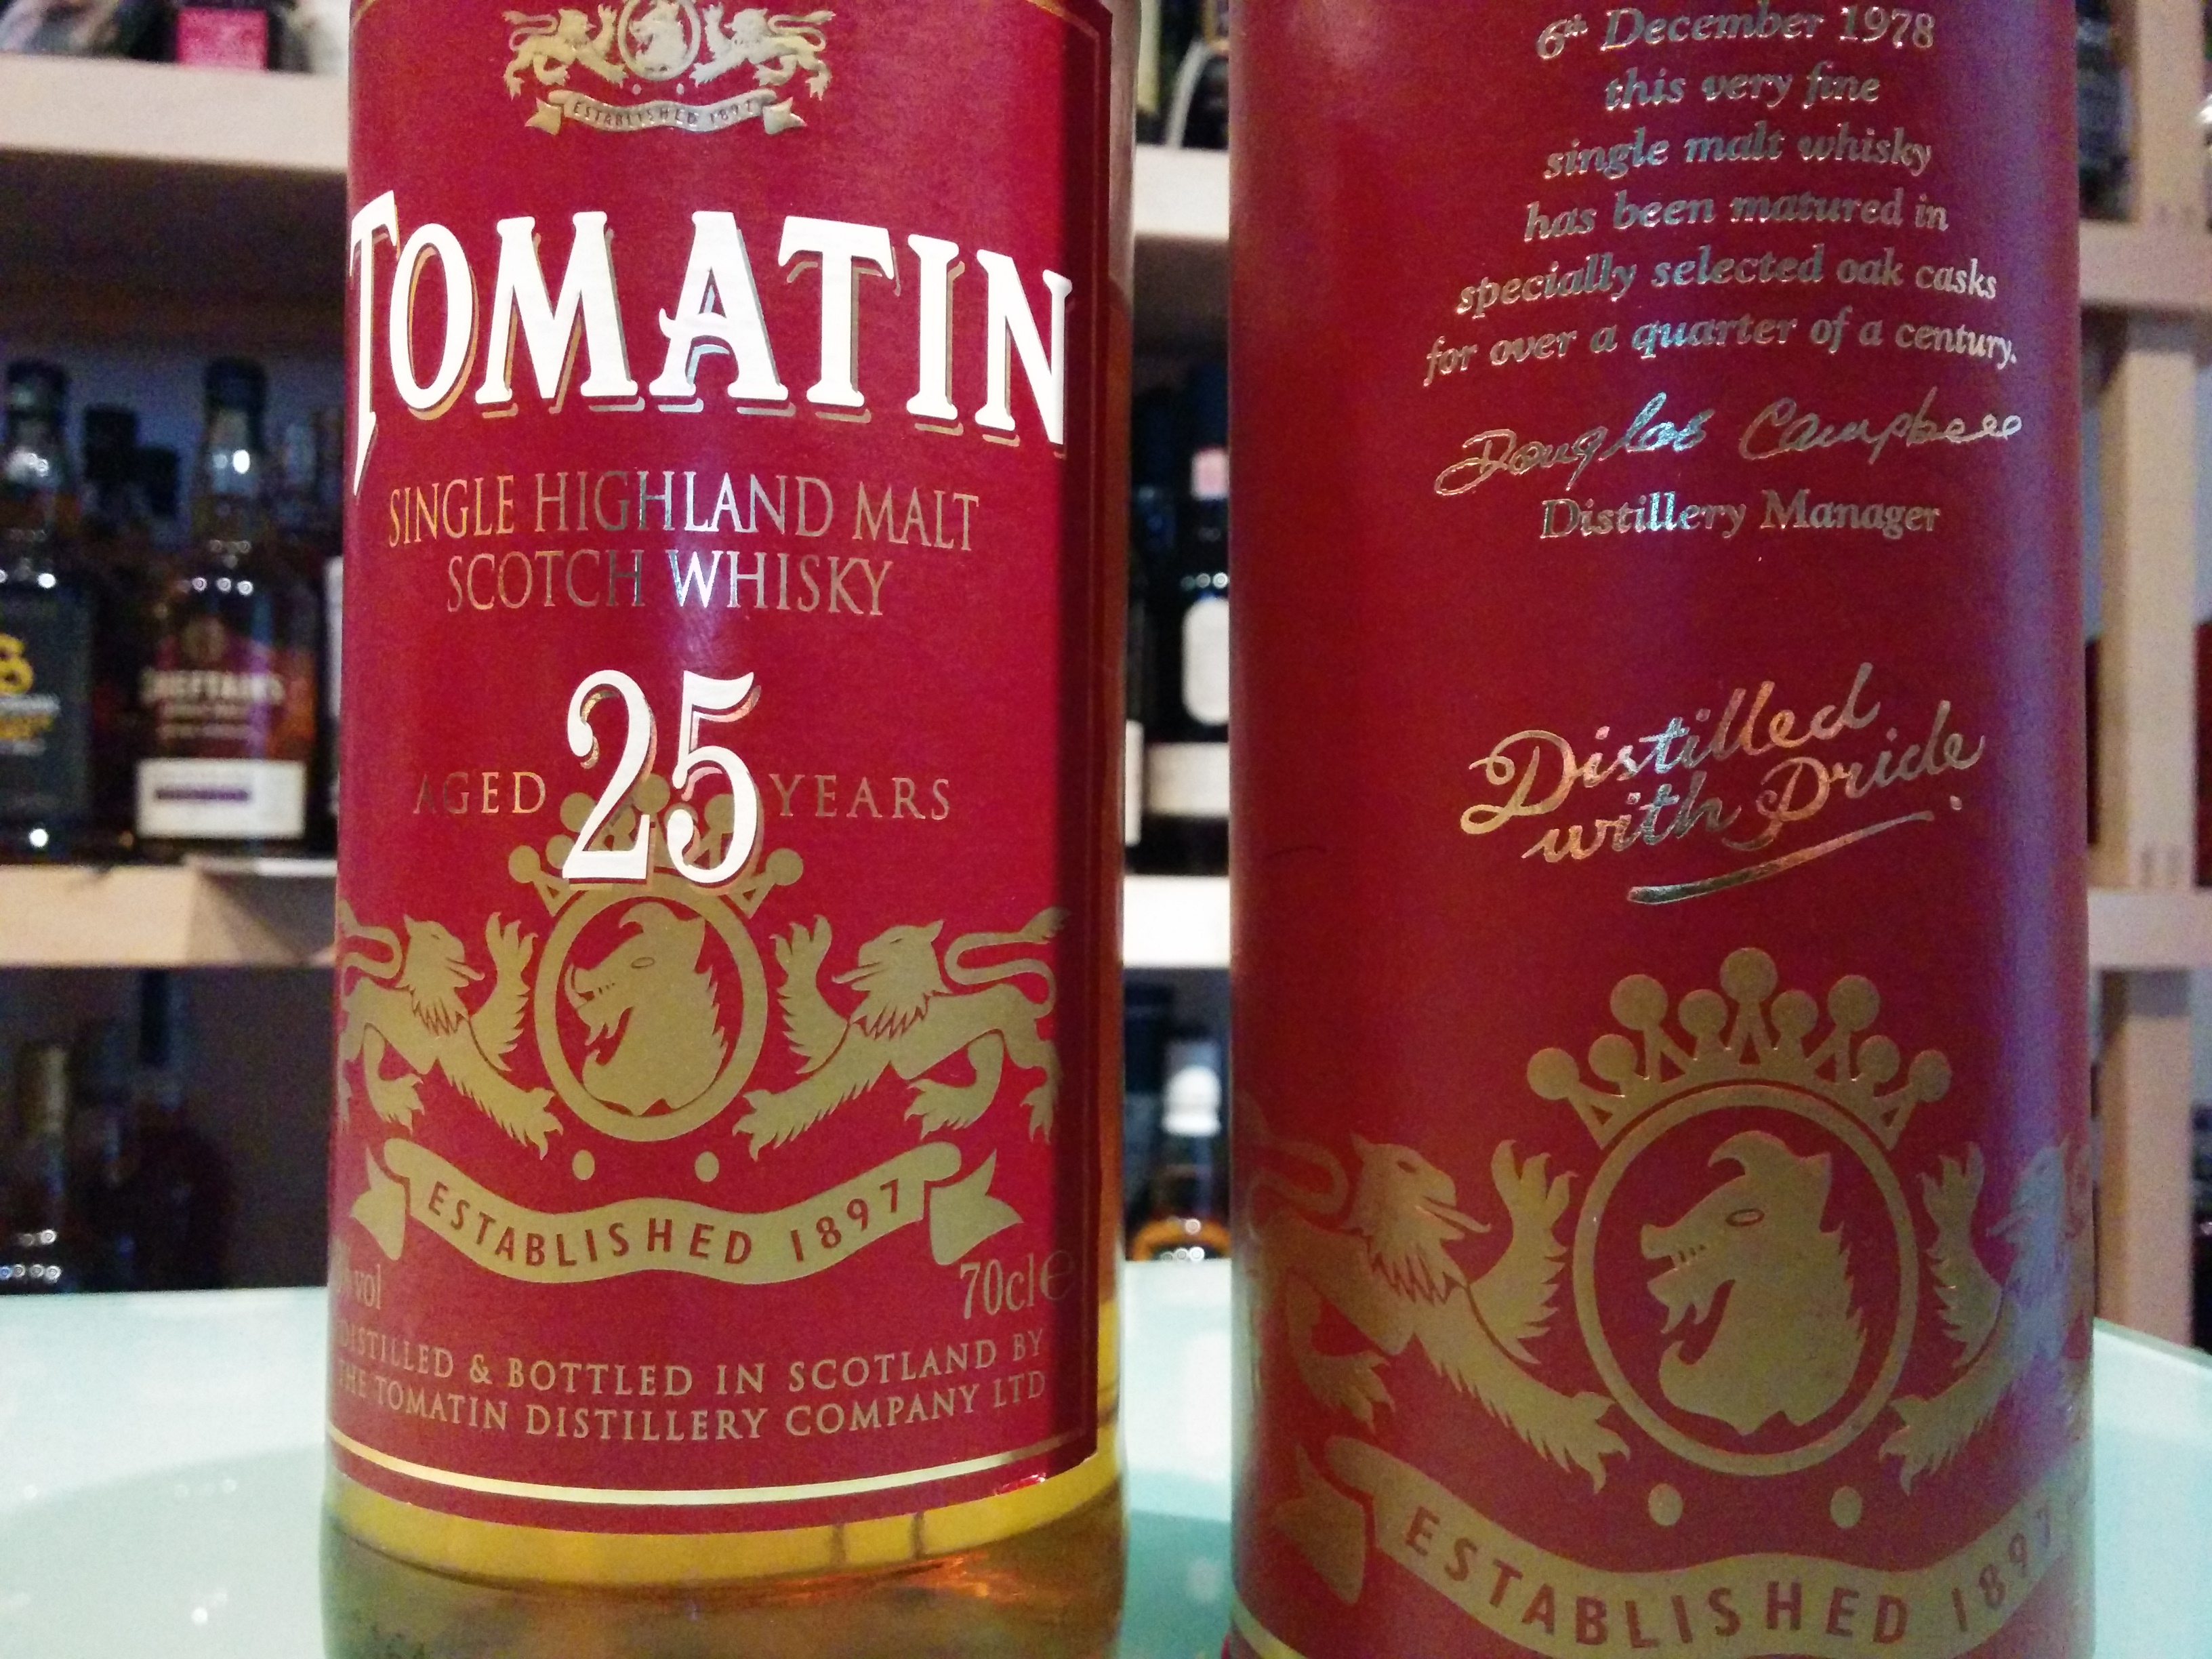 ESTABLISHED 1897
TOMATIN
SINGLE HIGHLAND MALT
SCOTCH WHISKY
AGED 25 YEARS
ESTABLISHED 1897
vol 70cl e
DISTILLED & BOTTLED IN SCOTLAND BY
THE TOMATIN DISTILLERY COMPANY LTD
6th December 1978
this very fine
single malt whisky
has been matured in
specially selected oak casks
for over a quarter of a century.
Douglas Campbell
Distillery Manager
Distilled
with Pride
ESTABLISHED 1897
CHIEFTAIN'S